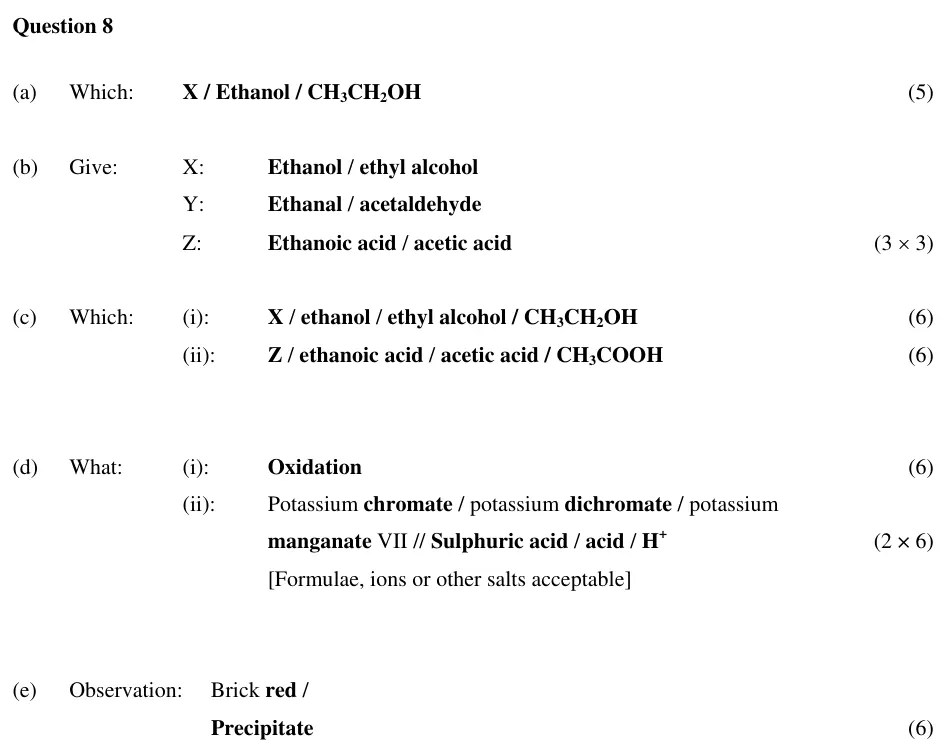 Question 8
(a) Which: X / Ethanol / CH₃CH₂OH (5)
(b) Give: X: Ethanol / ethyl alcohol
Y: Ethanal / acetaldehyde
Z: Ethanoic acid / acetic acid (3 × 3)
(c) Which: (i): X / ethanol / ethyl alcohol / CH₃CH₂OH (6)
(ii): Z / ethanoic acid / acetic acid / CH₃COOH (6)
(d) What: (i): Oxidation (6)
(ii): Potassium chromate / potassium dichromate / potassium
manganate VII // Sulphuric acid / acid / H⁺ (2 × 6)
[Formulae, ions or other salts acceptable]
(e) Observation: Brick red /
Precipitate (6)